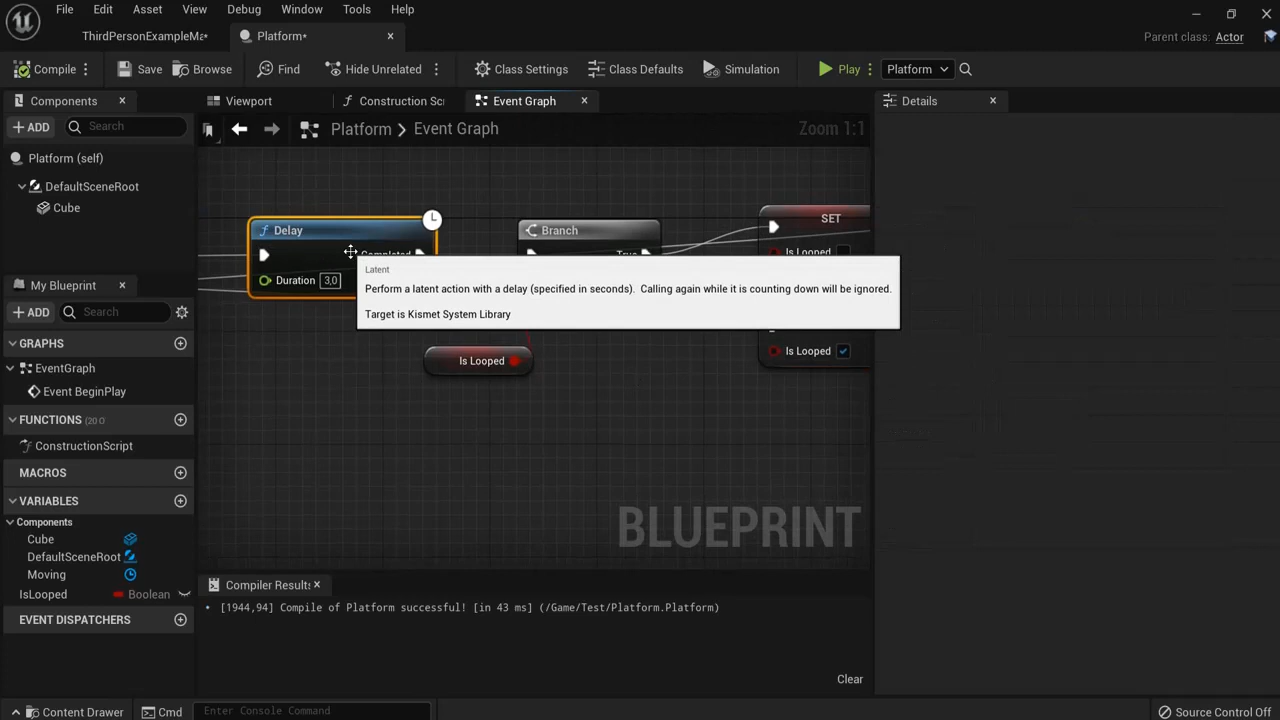 File Edit Asset View Debug Window Tools Help
ThirdPersonExampleMa*
Platform*
Parent class: Actor
Compile Save Browse Find Hide Unrelated Class Settings Class Defaults Simulation Play Platform
Components
Viewport
Construction Scr
Event Graph
Details
ADD Search
Platform > Event Graph
Zoom 1:1
Platform (self)
DefaultSceneRoot
Cube
My Blueprint
ADD Search
GRAPHS
EventGraph
Event BeginPlay
FUNCTIONS (20 O
ConstructionScript
MACROS
VARIABLES
Components
Cube
DefaultSceneRoot
Moving
IsLooped Boolean
EVENT DISPATCHERS
Delay
Completed
Duration 3,0
Branch
True
SET
Is Looped
Latent
Perform a latent action with a delay (specified in seconds). Calling again while it is counting down will be ignored.
Target is Kismet System Library
Is Looped
Is Looped
BLUEPRINT
Compiler Results
[1944,94] Compile of Platform successful! [in 43 ms] (/Game/Test/Platform.Platform)
Clear
Content Drawer Cmd Enter Console Command Source Control Off